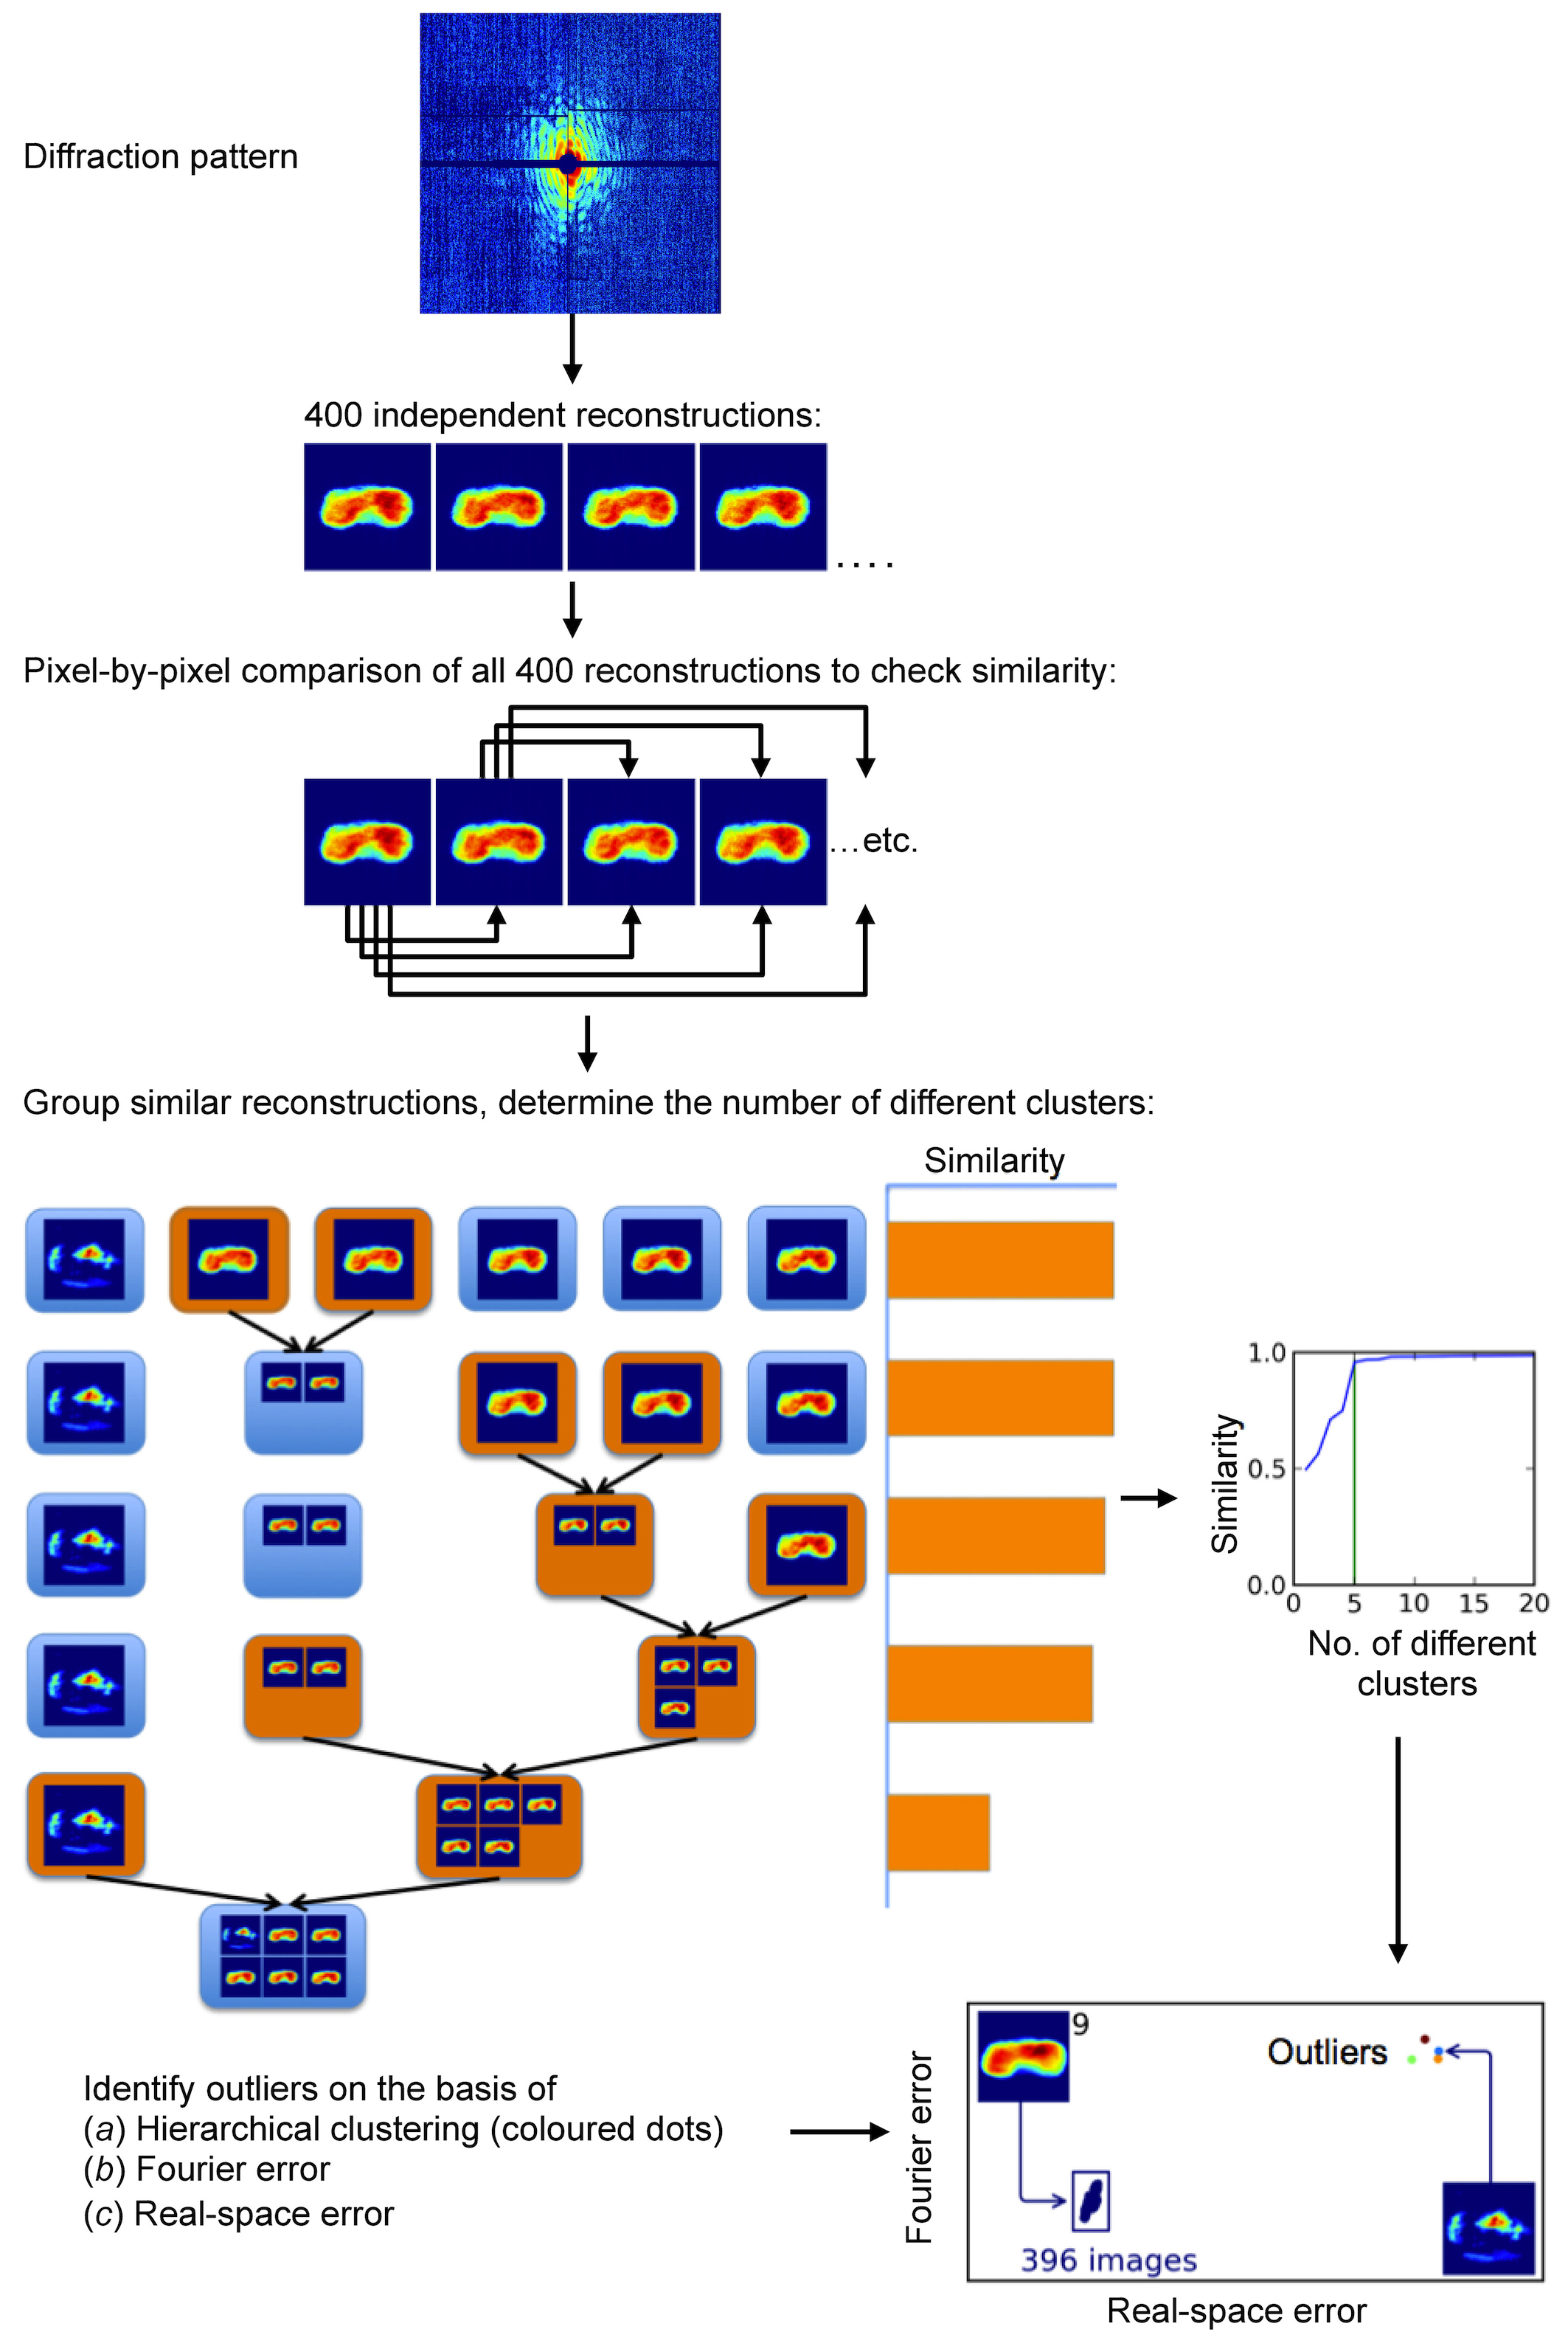 Diffraction pattern
400 independent reconstructions:
....
Pixel-by-pixel comparison of all 400 reconstructions to check similarity:
...etc.
Group similar reconstructions, determine the number of different clusters:
Similarity
1.0
0.5
0.0
Similarity
0 5 10 15 20
No. of different
clusters
Identify outliers on the basis of
(a) Hierarchical clustering (coloured dots)
(b) Fourier error
(c) Real-space error
Fourier error
9
Outliers
396 images
Real-space error